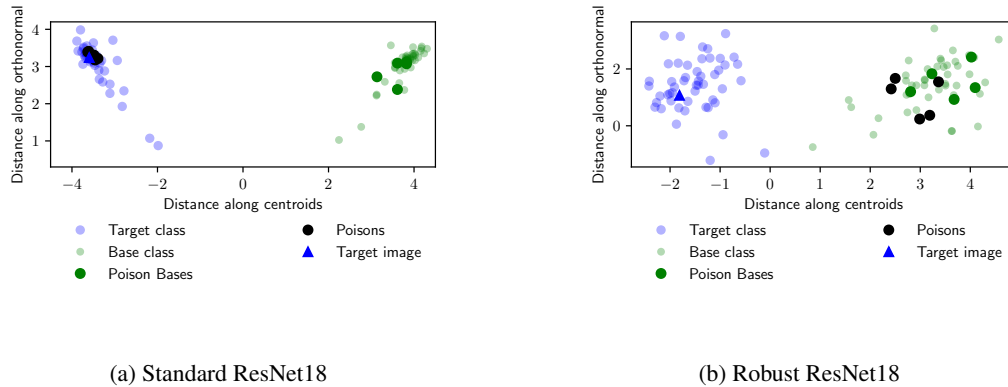 Distance along orthonormal
4
3
2
1
−4
−2
0
2
4
Distance along centroids
Target class
Base class
Poison Bases
Poisons
Target image
(a) Standard ResNet18
Distance along orthonormal
2
0
−2
−1
0
1
2
3
4
Distance along centroids
Target class
Base class
Poison Bases
Poisons
Target image
(b) Robust ResNet18